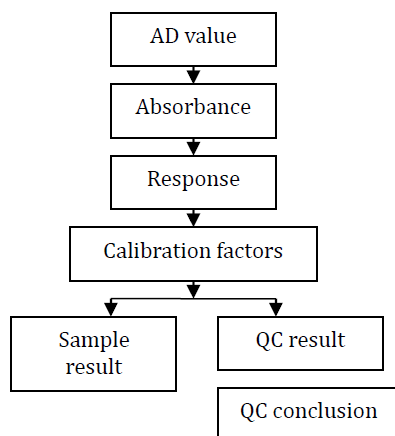 AD value
Absorbance
Response
Calibration factors
Sample
result
QC result
QC conclusion